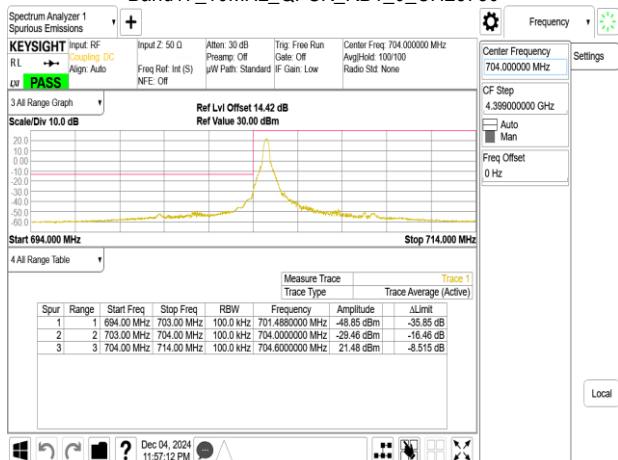 Spectrum Analyzer 1
Spurious Emissions
Frequency
KEYSIGHT Input: RF Input Z: 50 Ω Atten: 30 dB Trig: Free Run Center Freq: 704.000000 MHz
RL Coupling: DC Preamp: Off Gate: Off Avg|Hold: 100/100
Align: Auto Freq Ref: Int (S) µW Path: Standard IF Gain: Low Radio Std: None
LXI PASS NFE: Off
Center Frequency
704.000000 MHz
Settings
CF Step
4.399000000 GHz
Auto
Man
Freq Offset
0 Hz
3 All Range Graph
Ref Lvl Offset 14.42 dB
Scale/Div 10.0 dB Ref Value 30.00 dBm
20.0
10.0
0.00
-10.0
-20.0
-30.0
-40.0
-50.0
-60.0
Start 694.000 MHz Stop 714.000 MHz
4 All Range Table
Measure Trace Trace 1
Trace Type Trace Average (Active)
Spur Range Start Freq Stop Freq RBW Frequency Amplitude ΔLimit
1 1 694.00 MHz 703.00 MHz 100.0 kHz 701.4880000 MHz -48.85 dBm -35.85 dB
2 2 703.00 MHz 704.00 MHz 100.0 kHz 704.0000000 MHz -29.46 dBm -16.46 dB
3 3 704.00 MHz 714.00 MHz 100.0 kHz 704.6000000 MHz 21.48 dBm -8.515 dB
Local
Dec 04, 2024
11:57:12 PM